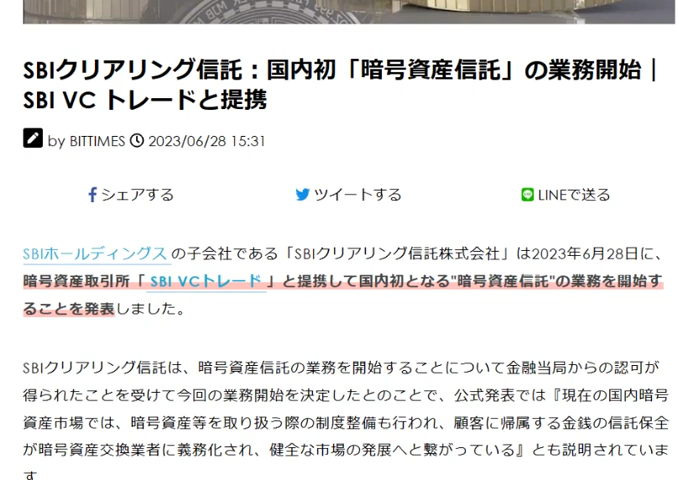 SBIクリアリング信託：国内初「暗号資産信託」の業務開始｜
SBI VC トレードと提携
by BITTIMES 2023/06/28 15:31
シェアする ツイートする LINEで送る
SBIホールディングス の子会社である「SBIクリアリング信託株式会社」は2023年6月28日に、
暗号資産取引所「 SBI VCトレード 」と提携して国内初となる"暗号資産信託"の業務を開始す
ることを発表しました。
SBIクリアリング信託は、暗号資産信託の業務を開始することについて金融当局からの認可が
得られたことを受けて今回の業務開始を決定したとのことで、公式発表では『現在の国内暗号
資産市場では、暗号資産等を取り扱う際の制度整備も行われ、顧客に帰属する金銭の信託保全
が暗号資産交換業者に義務化され、健全な市場の発展へと繋がっている』とも説明されていま
す